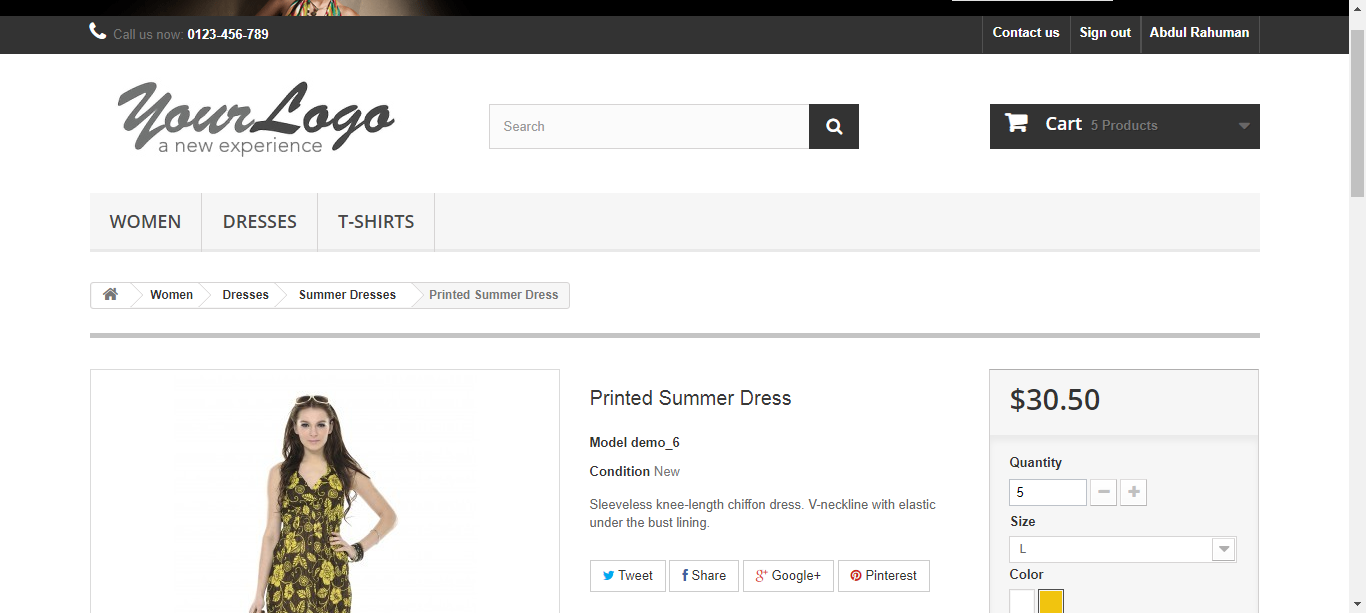 Call us now: 0123-456-789
Contact us
Sign out
Abdul Rahuman
YourLogo
a new experience
Search
Cart 5 Products
WOMEN
DRESSES
T-SHIRTS
Women
Dresses
Summer Dresses
Printed Summer Dress
Printed Summer Dress
Model demo_6
Condition New
Sleeveless knee-length chiffon dress. V-neckline with elastic
under the bust lining.
Tweet
Share
Google+
Pinterest
$30.50
Quantity
5
Size
L
Color